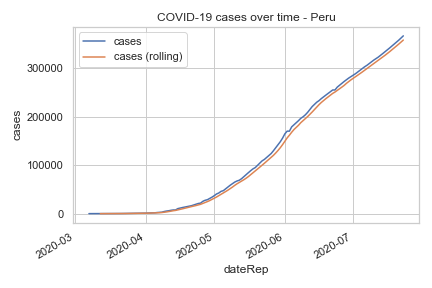 COVID-19 cases over time - Peru
cases
cases (rolling)
300000
200000
100000
0
cases
2020-03
2020-04
2020-05
2020-06
2020-07
dateRep